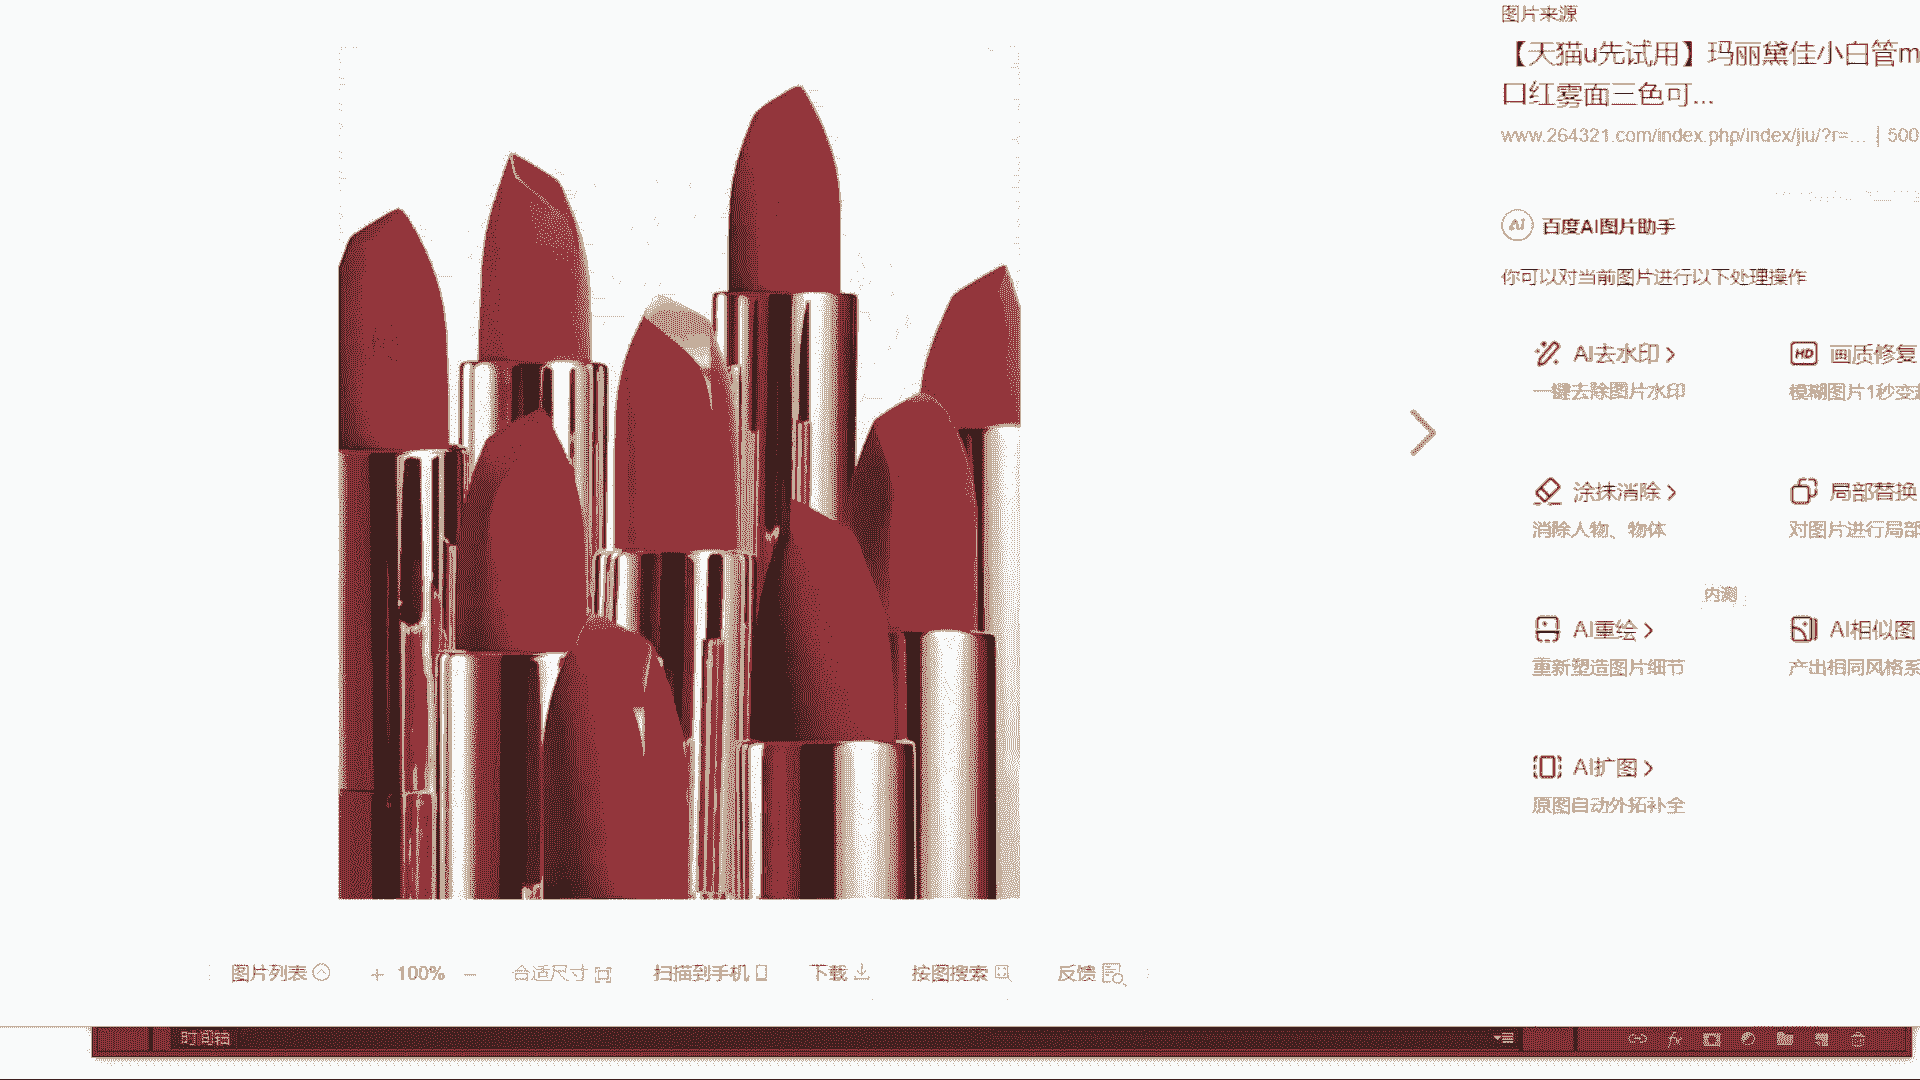 图片来源
【天猫u先试用】玛丽黛佳小白管m
口红雾面三色可...
www.264321.com/index.php/index/jiu/?r=... | 500
Ai 百度AI图片助手
你可以对当前图片进行以下处理操作
AI去水印 >
HD 画质修复
一键去除图片水印
模糊图片1秒变
涂抹消除 >
局部替换
消除人物、物体
对图片进行局部
内测
AI重绘 >
AI相似图
重新塑造图片细节
产出相同风格系
AI扩图 >
原图自动外拓补全
图片列表 + 100% − 合适尺寸 扫描到手机 下载 按图搜索 反馈
时间轴 fx